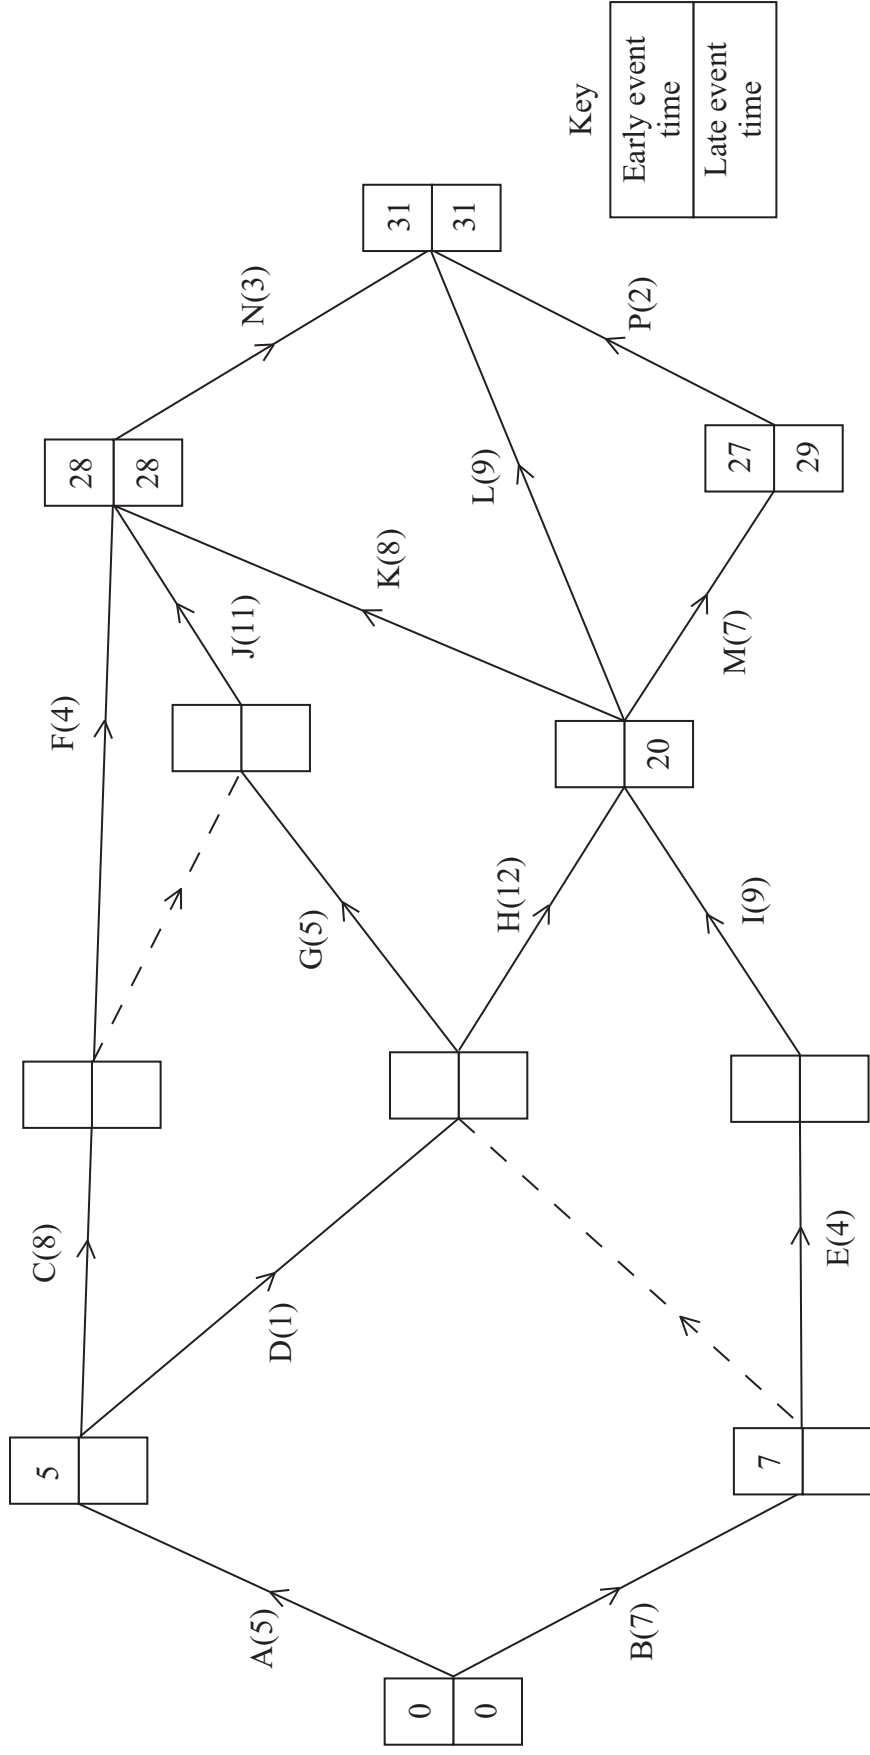 0
0
A(5)
B(7)
5
7
C(8)
D(1)
E(4)
F(4)
G(5)
H(12)
I(9)
20
J(11)
K(8)
L(9)
M(7)
28
28
27
29
N(3)
P(2)
31
31
Key
Early event
time
Late event
time